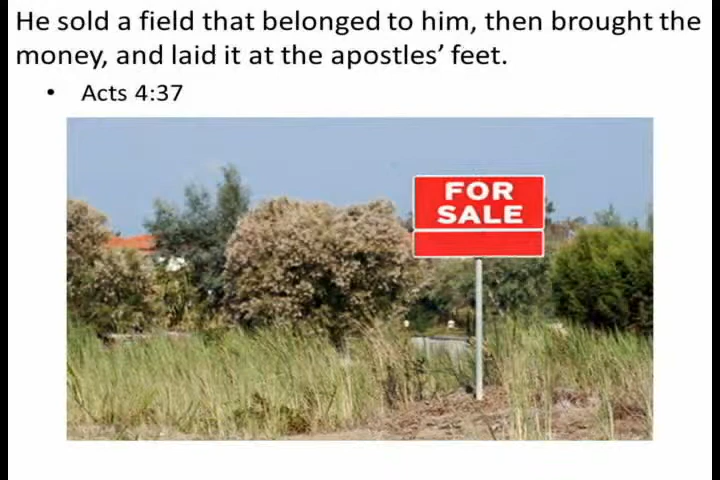 He sold a field that belonged to him, then brought the
money, and laid it at the apostles’ feet.
• Acts 4:37
FOR
SALE